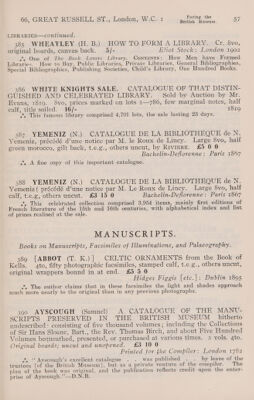 66, GREAT RUSSELL ST., London, W.C. 1
Facing the
British Museum
57
LIBRARIES—continued.
385 WHEATLEY (H. B.) HOW TO FORM A LIBRARY. Cr. 8vo,
original boards, canvas back. 5/- Elliot Stock: London 1902
∴ One of The Book Lovers Library. CONTENTS: How Men have Formed
Libraries. How to Buy, Public Libraries, Private Libraries, General Bibliographies,
Special Bibliographies, Publishing Societies, Child's Library, One Hundred Books.
386 WHITE KNIGHTS SALE. CATALOGUE OF THAT DISTIN-
GUISHED AND CELEBRATED LIBRARY. Sold by Auction by Mr.
Evans, 1819. 8vo, prices marked on lots 1—786, few marginal notes, half
calf, title soiled. 16/- 1819
∴ This famous library comprised 4,701 lots, the sale lasting 23 days.
387 YEMENIZ (N.) CATALOGUE DE LA BIBLIOTHEQUE de N.
Yemeniz, précédé d'une notice par M. le Roux de Lincy. Large 8vo, half
green morocco, gilt back, t.e.g., others uncut, by RIVIERE £5 0 0
Bachelin-Deflorenne: Paris 1867
∴ A fine copy of this important catalogue.
388 YEMENIZ (N.) CATALOGUE DE LA BIBLIOTHEQUE de N.
Yemeniz précédé d'une notice par M. Le Roux de Lincy. Large 8vo, half
calf, t.e.g., others uncut. £3 15 0 Bachelin-Deflorenne: Paris 1867
∴ This celebrated collection comprised 3,954 items, mainly first editions of
French literature of the 15th and 16th centuries, with alphabetical index and list
of prices realised at the sale.
MANUSCRIPTS.
Books on Manuscripts, Facsimiles of Illuminations, and Palaeography.
389 [ABBOT (T. K.)] CELTIC ORNAMENTS from the Book of
Kells. 4to, fifty photographic facsimiles, stamped calf, t.e.g., others uncut,
original wrappers bound in at end. £5 5 0
Hodges Figgis [etc.]: Dublin 1895
∴ The author claims that in these facsimiles the light and shades approach
much more nearly to the original than in any previous photographs.
390 AYSCOUGH (Samuel) A CATALOGUE OF THE MANU-
SCRIPTS PRESERVED IN THE BRITISH MUSEUM hitherto
undescribed: consisting of five thousand volumes; including the Collections
of Sir Hans Sloane, Bart., the Rev. Thomas Birch, and about Five Hundred
Volumes bequeathed, presented, or purchased at various times. 2 vols, 4to.
Original boards; uncut and unopened. £2 10 0
Printed for the Compiler: London 1782
∴ "Ayscough's excellent catalogue . . . was published . . . by leave of the
trustees [of the British Museum], but as a private venture of the compiler. The
plan of the book was original, and the publication reflects credit upon the enter-
prise of Ayscough."—D.N.B.